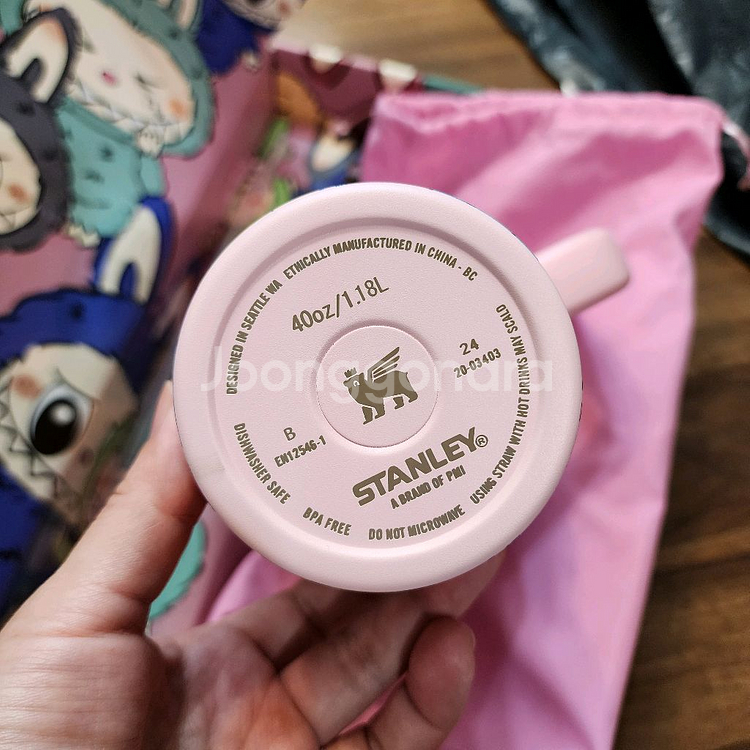 DESIGNED IN SEATTLE WA ETHICALLY MANUFACTURED IN CHINA - BC
40oz/1.18L
24
20-03403
Joonggonara
B
EN12546-1
STANLEY®
A BRAND OF PMI
DISHWASHER SAFE BPA FREE DO NOT MICROWAVE USING STRAW WITH HOT DRINKS MAY SCALD